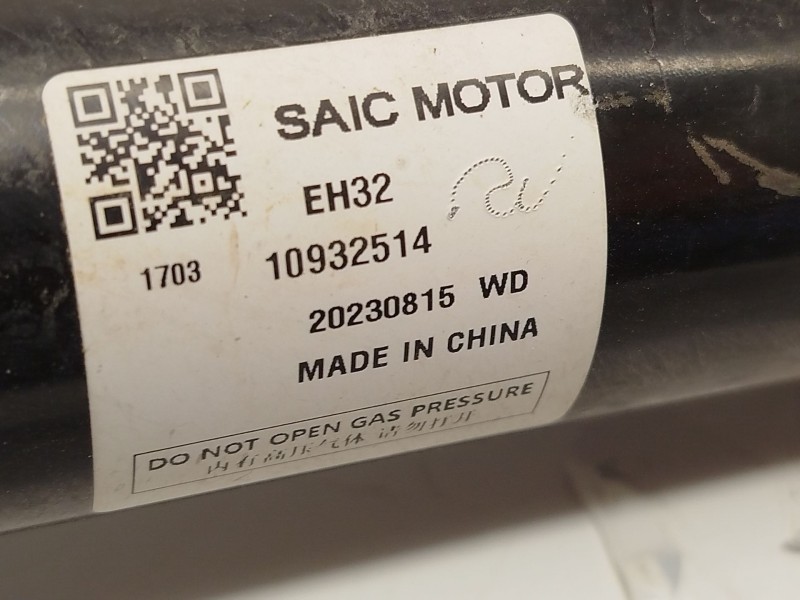 SAIC MOTOR
EH32
1703 10932514
20230815 WD
MADE IN CHINA
DO NOT OPEN GAS PRESSURE
内有高压气体 请勿打开